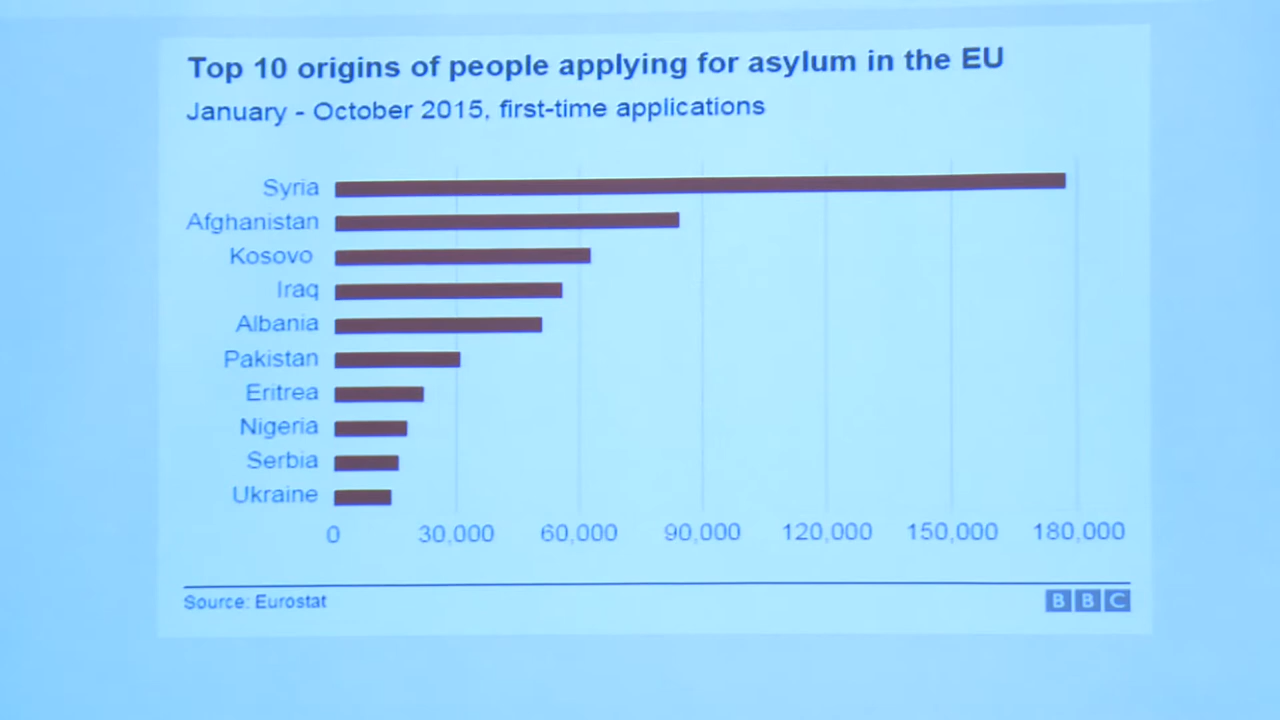 Top 10 origins of people applying for asylum in the EU
January - October 2015, first-time applications
Syria
Afghanistan
Kosovo
Iraq
Albania
Pakistan
Eritrea
Nigeria
Serbia
Ukraine
0 30,000 60,000 90,000 120,000 150,000 180,000
Source: Eurostat
BBC